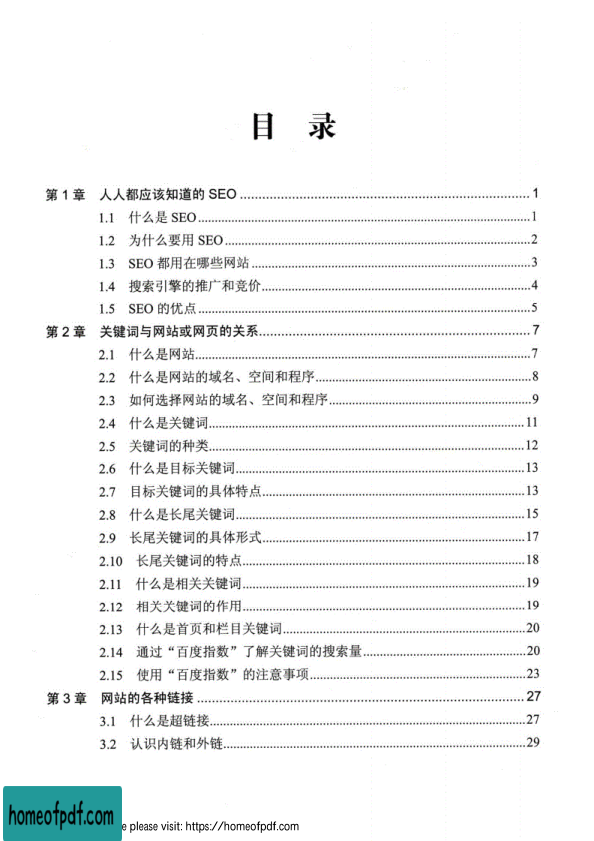 目 录
第 1 章 人人都应该知道的 SEO ........ 1
1.1 什么是 SEO ........ 1
1.2 为什么要用 SEO ........ 2
1.3 SEO 都用在哪些网站 ........ 3
1.4 搜索引擎的推广和竞价 ........ 4
1.5 SEO 的优点 ........ 5
第 2 章 关键词与网站或网页的关系 ........ 7
2.1 什么是网站 ........ 7
2.2 什么是网站的域名、空间和程序 ........ 8
2.3 如何选择网站的域名、空间和程序 ........ 9
2.4 什么是关键词 ........ 11
2.5 关键词的种类 ........ 12
2.6 什么是目标关键词 ........ 13
2.7 目标关键词的具体特点 ........ 13
2.8 什么是长尾关键词 ........ 15
2.9 长尾关键词的具体形式 ........ 17
2.10 长尾关键词的特点 ........ 18
2.11 什么是相关关键词 ........ 19
2.12 相关关键词的作用 ........ 19
2.13 什么是首页和栏目关键词 ........ 20
2.14 通过“百度指数”了解关键词的搜索量 ........ 20
2.15 使用“百度指数”的注意事项 ........ 23
第 3 章 网站的各种链接 ........ 27
3.1 什么是超链接 ........ 27
3.2 认识内链和外链 ........ 29
homeofpdf.com
please visit: https://homeofpdf.com